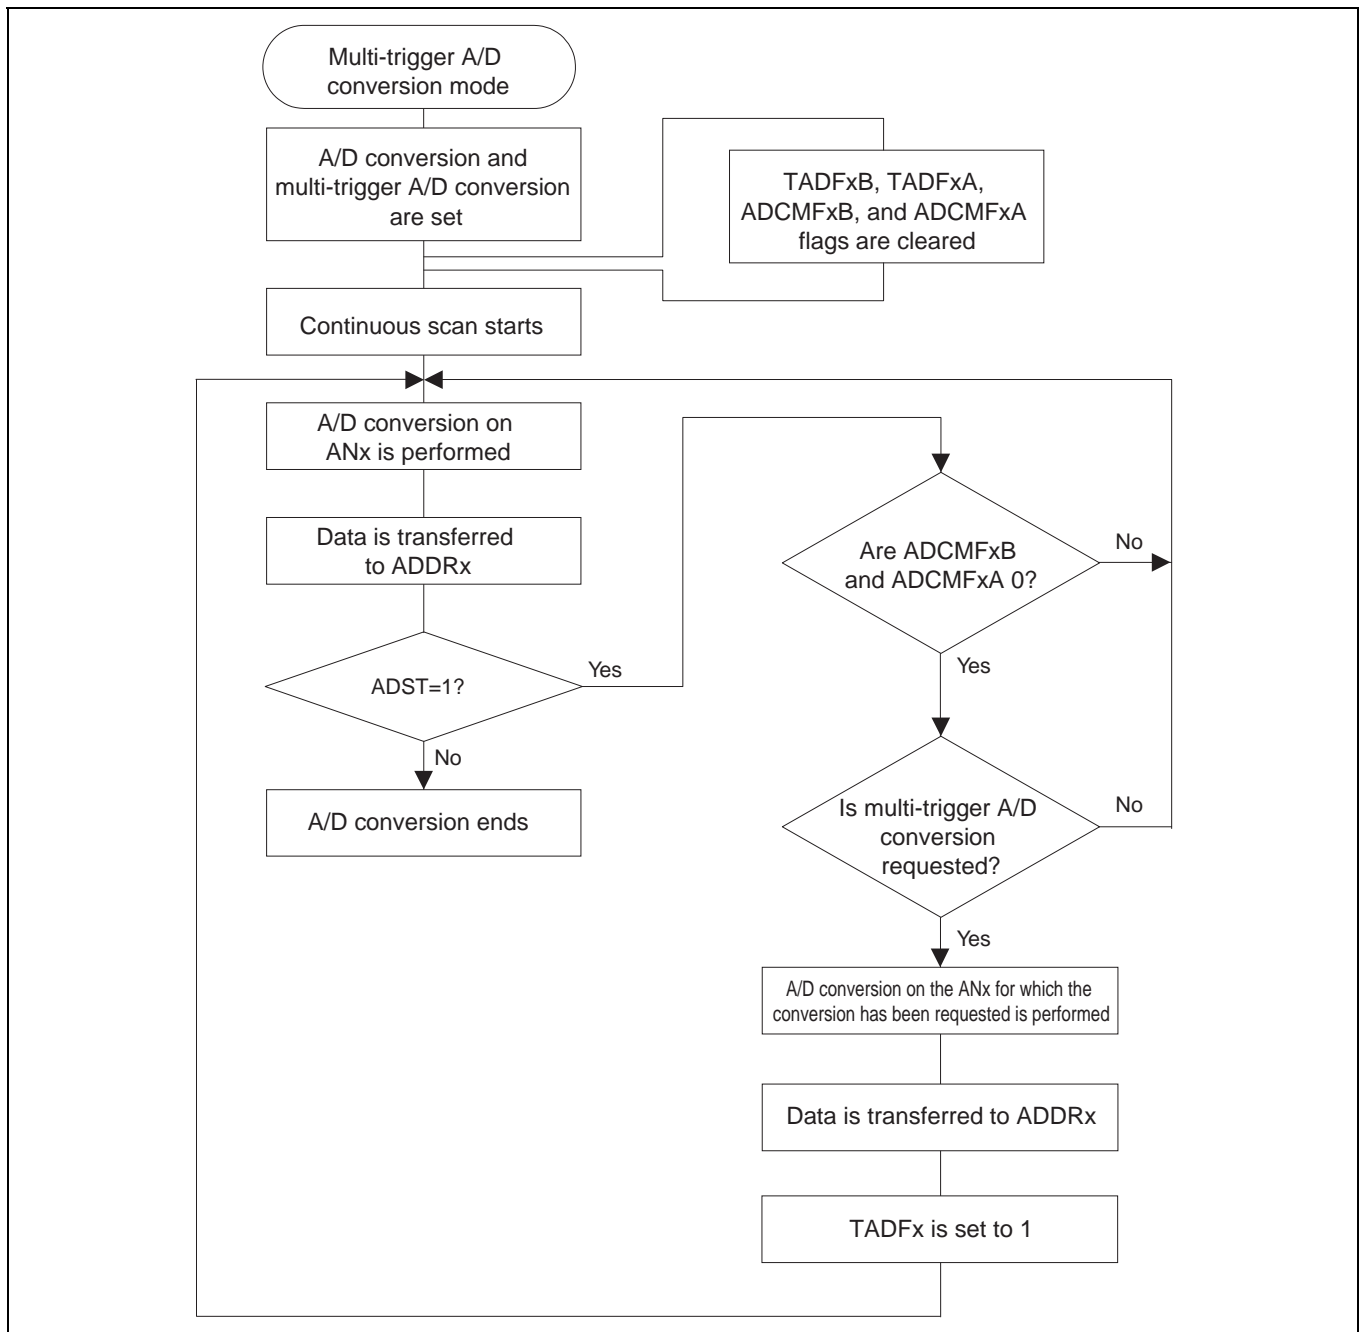 Multi-trigger A/D
conversion mode
A/D conversion and
multi-trigger A/D conversion
are set
TADFxB, TADFxA,
ADCMFxB, and ADCMFxA
flags are cleared
Continuous scan starts
A/D conversion on
ANx is performed
Data is transferred
to ADDRx
ADST=1?
Yes
No
A/D conversion ends
Are ADCMFxB
and ADCMFxA 0?
No
Yes
Is multi-trigger A/D
conversion
requested?
No
Yes
A/D conversion on the ANx for which the
conversion has been requested is performed
Data is transferred to ADDRx
TADFx is set to 1